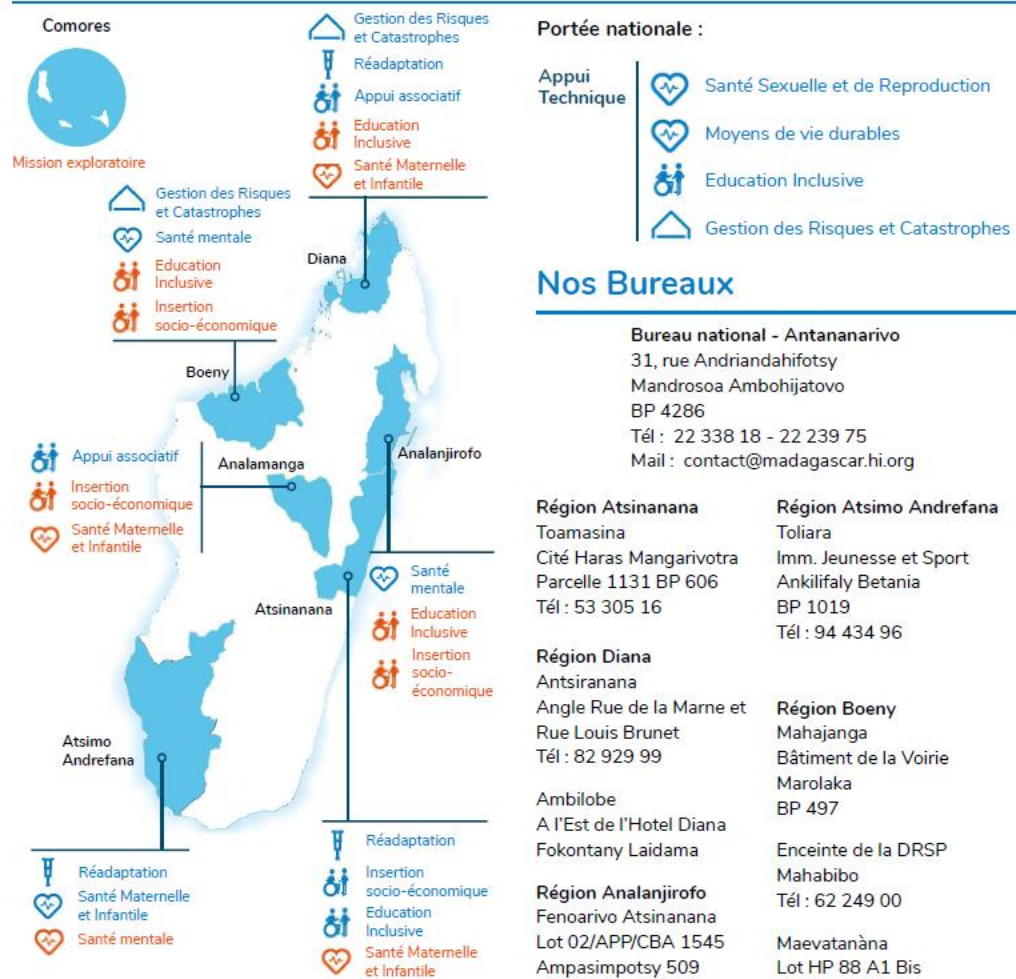 Comores
Mission exploratoire
Gestion des Risques
et Catastrophes
Réadaptation
Appui associatif
Education
Inclusive
Santé Maternelle
et Infantile
Diana
Gestion des Risques
et Catastrophes
Santé mentale
Education
Inclusive
Insertion
socio-économique
Boeny
Appui associatif
Insertion
socio-économique
Santé Maternelle
et Infantile
Analamanga
Analanjirofo
Santé
mentale
Education
Inclusive
Insertion
socio-
économique
Atsinanana
Atsimo
Andrefana
Réadaptation
Santé Maternelle
et Infantile
Santé mentale
Réadaptation
Insertion
socio-économique
Education
Inclusive
Santé Maternelle
et Infantile
Portée nationale :
Appui
Technique
Santé Sexuelle et de Reproduction
Moyens de vie durables
Education Inclusive
Gestion des Risques et Catastrophes
Nos Bureaux
Bureau national - Antananarivo
31, rue Andriandahifotsy
Mandrosoa Ambohijatovo
BP 4286
Tél : 22 338 18 - 22 239 75
Mail : contact@madagascar.hi.org
Région Atsinanana
Toamasina
Cité Haras Mangarivotra
Parcelle 1131 BP 606
Tél : 53 305 16
Région Diana
Antsiranana
Angle Rue de la Marne et
Rue Louis Brunet
Tél : 82 929 99
Ambilobe
A l'Est de l'Hotel Diana
Fokontany Laidama
Région Analanjirofo
Fenoarivo Atsinanana
Lot 02/APP/CBA 1545
Ampasimpotsy 509
Région Atsimo Andrefana
Toliara
Imm. Jeunesse et Sport
Ankilifaly Betania
BP 1019
Tél : 94 434 96
Région Boeny
Mahajanga
Bâtiment de la Voirie
Marolaka
BP 497
Enceinte de la DRSP
Mahabibo
Tél : 62 249 00
Maevatanàna
Lot HP 88 A1 Bis